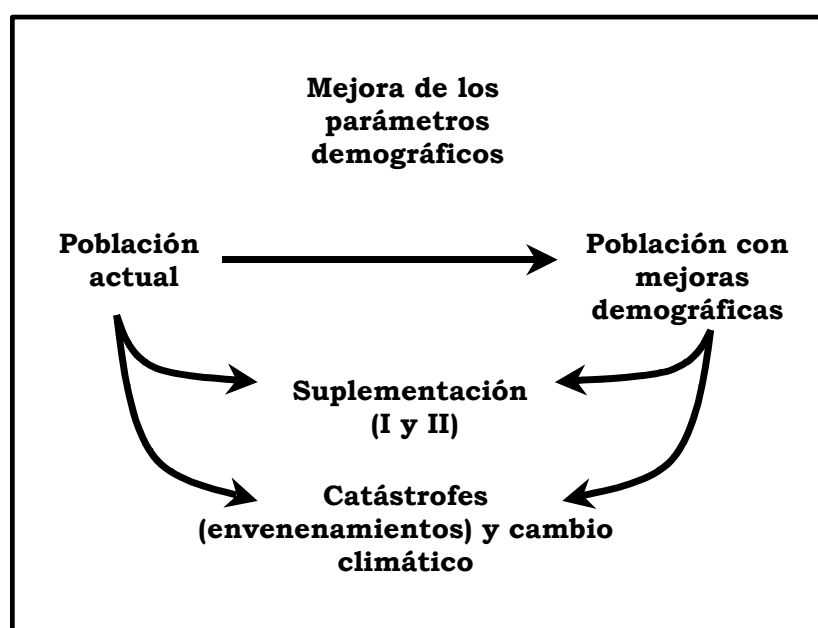 Mejora de los
parámetros
demográficos
Población
actual
Población con
mejoras
demográficas
Suplementación
(I y II)
Catástrofes
(envenenamientos) y cambio
climático